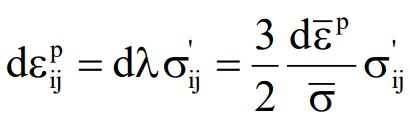 dε^p_ij = dλ σ'_ij = 3/2 dε̅^p/σ̅ σ'_ij